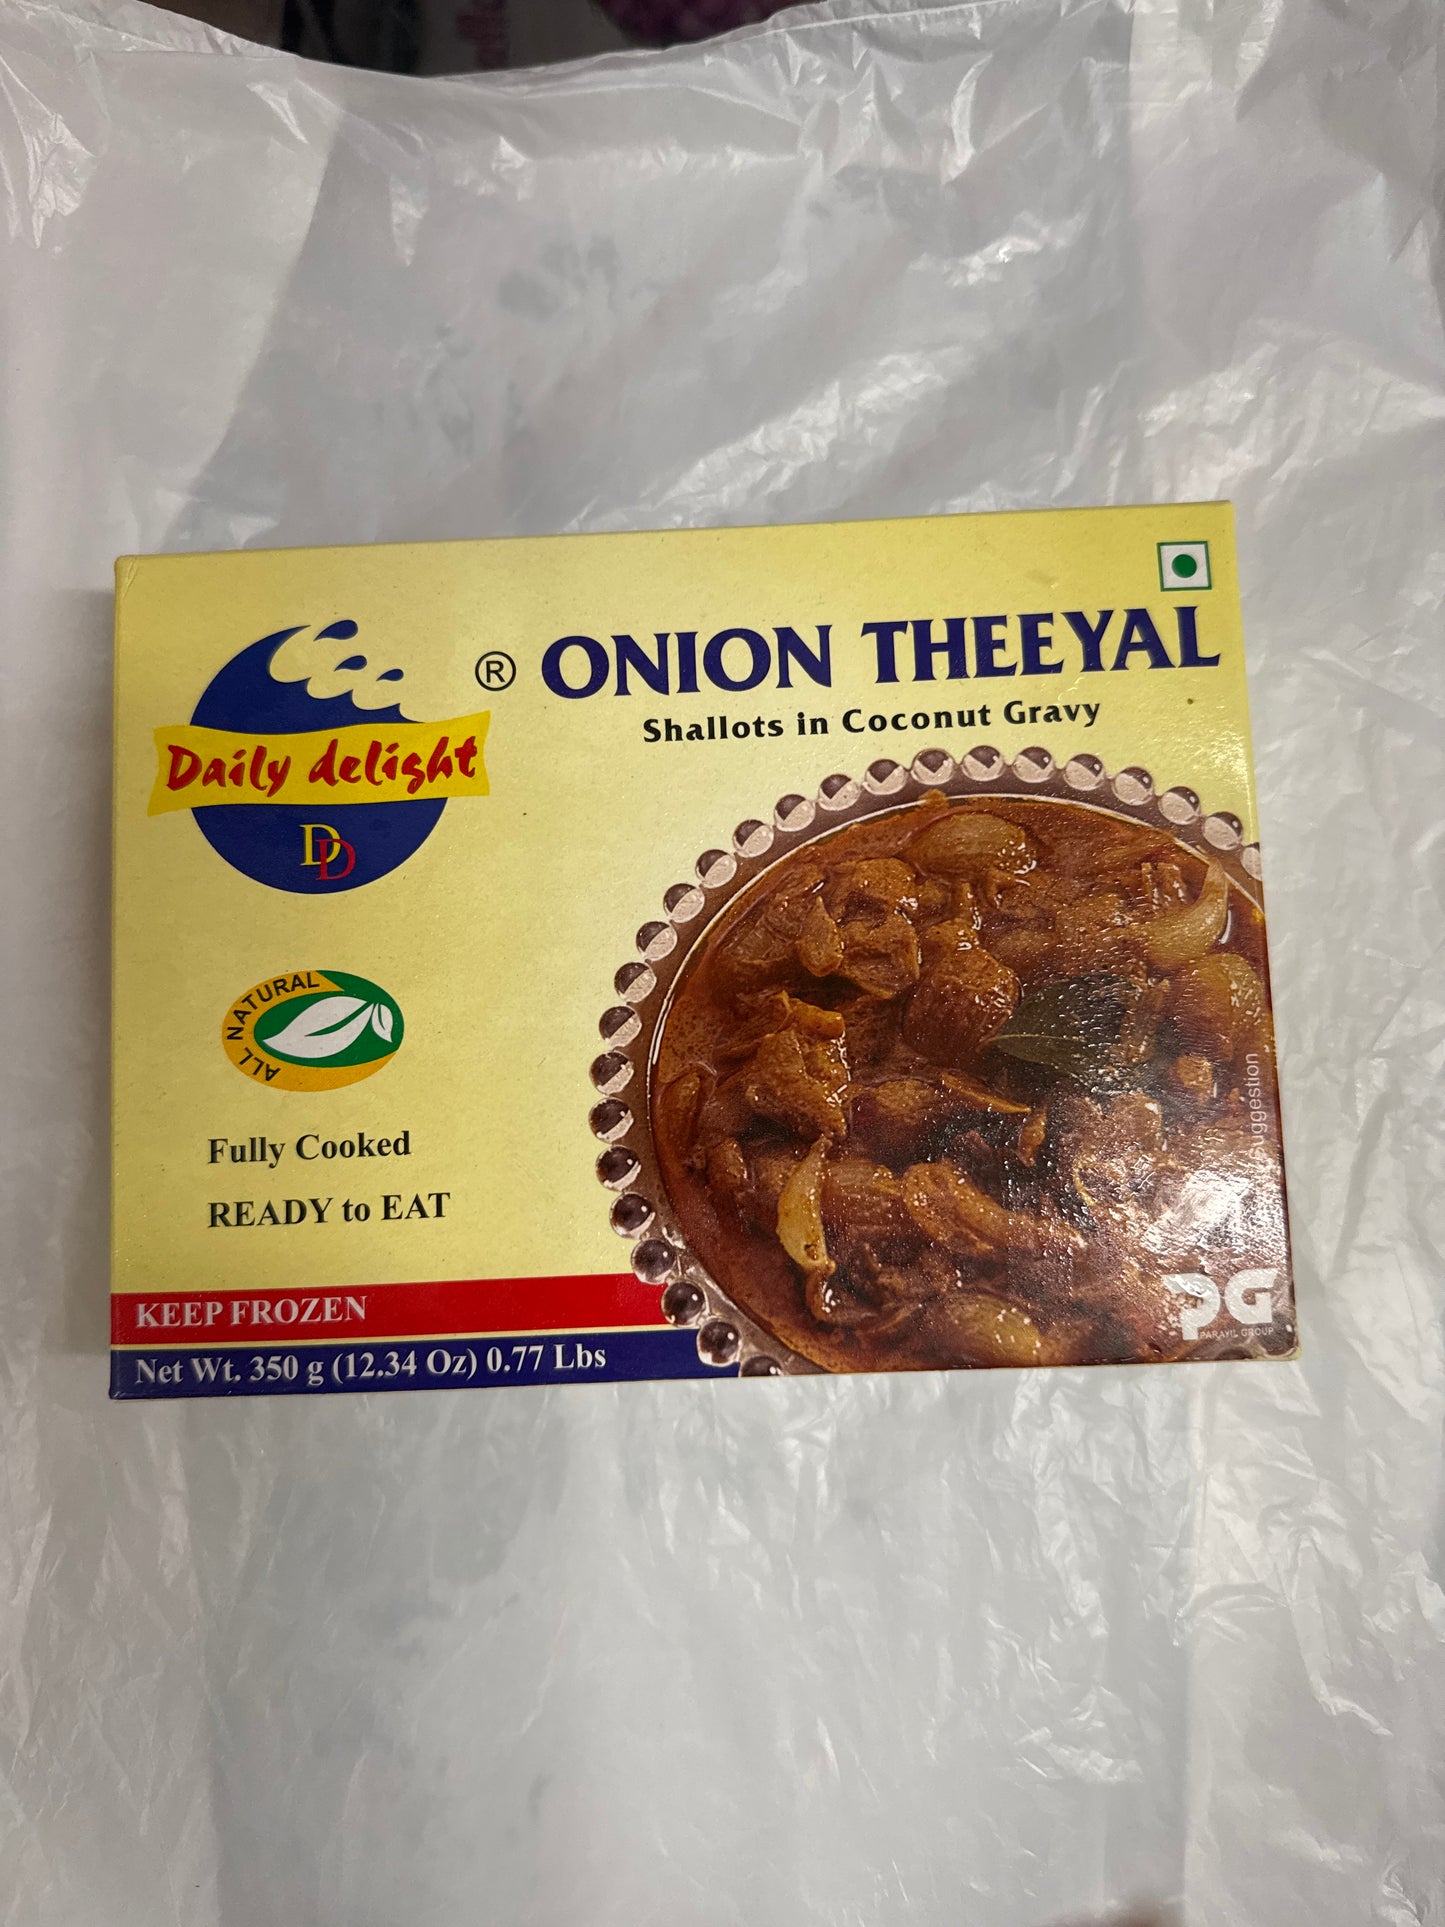 ® ONION THEEYAL
Shallots in Coconut Gravy
Daily delight
DD
ALL NATURAL
Fully Cooked
READY to EAT
KEEP FROZEN
Net Wt. 350 g (12.34 Oz) 0.77 Lbs
PG
PARAYIL GROUP